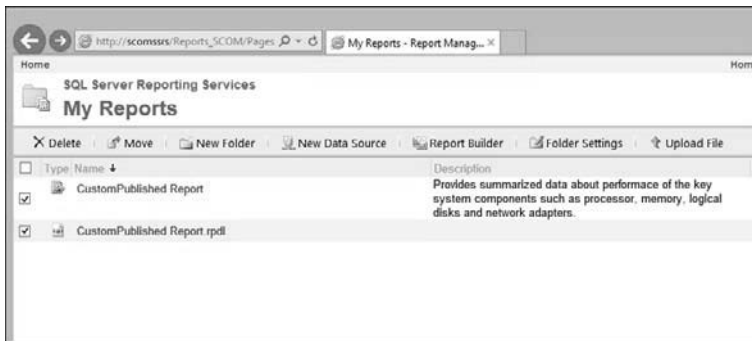 http://scomssrs/Reports_SCOM/Pages
My Reports - Report Manag...
Home
Hom
SQL Server Reporting Services
My Reports
Delete Move New Folder New Data Source Report Builder Folder Settings Upload File
Type Name Description
CustomPublished Report
Provides summarized data about performace of the key
system components such as processor, memory, logical
disks and network adapters.
CustomPublished Report.rpdl